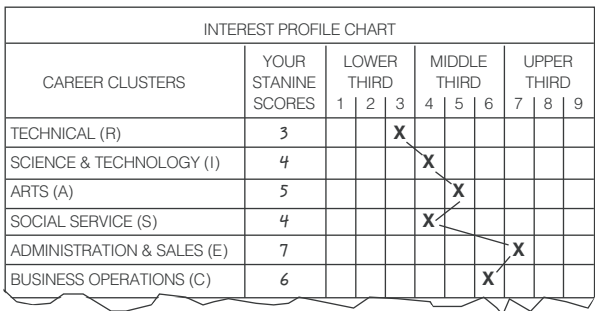 INTEREST PROFILE CHART
CAREER CLUSTERS YOUR STANINE SCORES LOWER THIRD MIDDLE THIRD UPPER THIRD
1 2 3 4 5 6 7 8 9
TECHNICAL (R) 3 X
SCIENCE & TECHNOLOGY (I) 4 X
ARTS (A) 5 X
SOCIAL SERVICE (S) 4 X
ADMINISTRATION & SALES (E) 7 X
BUSINESS OPERATIONS (C) 6 X